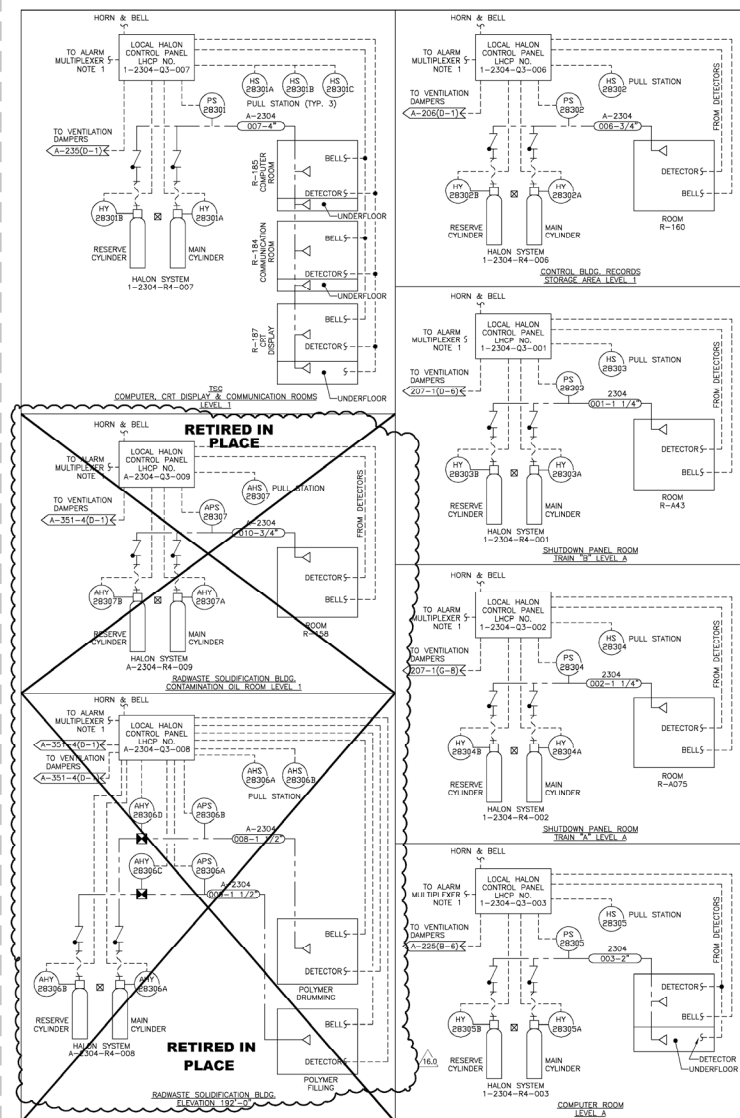 HORN & BELL
TO ALARM
MULTIPLEXER
NOTE 1
LOCAL HALON
CONTROL PANEL
LHCP NO.
1-2304-Q3-007
HS
28301A
HS
28301B
HS
28301C
PULL STATION (TYP. 3)
PS
28301
TO VENTILATION
DAMPERS
A-235(D-1)
A-2304
007-4"
HY
28301B
HY
28301A
RESERVE
CYLINDER
MAIN
CYLINDER
HALON SYSTEM
1-2304-R4-007
R-185
COMPUTER
ROOM
BELL
DETECTOR
UNDERFLOOR
R-184
COMMUNICATION
ROOM
BELL
DETECTOR
UNDERFLOOR
R-187
CRT
DISPLAY
BELL
DETECTOR
UNDERFLOOR
TSC
COMPUTER, CRT DISPLAY & COMMUNICATION ROOMS
LEVEL 1
HORN & BELL
RETIRED IN
PLACE
TO ALARM
MULTIPLEXER
NOTE 1
LOCAL HALON
CONTROL PANEL
LHCP NO.
A-2304-Q3-009
AHS
28307
PULL STATION
APS
28307
TO VENTILATION
DAMPERS
A-351-4(D-1)
A-2304
010-3/4"
FROM DETECTORS
AHY
28307B
AHY
28307A
RESERVE
CYLINDER
MAIN
CYLINDER
HALON SYSTEM
A-2304-R4-009
DETECTOR
BELL
ROOM
R-158
RADWASTE SOLIDIFICATION BLDG.
CONTAMINATION OIL ROOM LEVEL 1
HORN & BELL
TO ALARM
MULTIPLEXER
NOTE 1
LOCAL HALON
CONTROL PANEL
LHCP NO.
A-2304-Q3-008
A-351-4(D-1)
TO VENTILATION
DAMPERS
A-351-4(D-1)
AHS
28306A
AHS
28306B
PULL STATION
AHY
28306D
APS
28306B
A-2304
008-1 1/2"
AHY
28306C
APS
28306A
A-2304
009-1 1/2"
AHY
28306B
AHY
28306A
RESERVE
CYLINDER
MAIN
CYLINDER
HALON SYSTEM
A-2304-R4-008
BELL
DETECTOR
POLYMER
DRUMMING
BELL
DETECTOR
POLYMER
FILLING
RETIRED IN
PLACE
RADWASTE SOLIDIFICATION BLDG.
ELEVATION 192'-0"
16.0
HORN & BELL
TO ALARM
MULTIPLEXER
NOTE 1
LOCAL HALON
CONTROL PANEL
LHCP NO.
1-2304-Q3-006
HS
28302
PULL STATION
PS
28302
TO VENTILATION
DAMPERS
A-206(D-1)
A-2304
006-3/4"
FROM DETECTORS
HY
28302B
HY
28302A
RESERVE
CYLINDER
MAIN
CYLINDER
HALON SYSTEM
1-2304-R4-006
DETECTOR
BELL
ROOM
R-160
CONTROL BLDG. RECORDS
STORAGE AREA LEVEL 1
HORN & BELL
TO ALARM
MULTIPLEXER
NOTE 1
LOCAL HALON
CONTROL PANEL
LHCP NO.
1-2304-Q3-001
HS
28303
PULL STATION
PS
28303
TO VENTILATION
DAMPERS
207-1(D-6)
2304
001-1 1/4"
FROM DETECTORS
HY
28303B
HY
28303A
RESERVE
CYLINDER
MAIN
CYLINDER
HALON SYSTEM
1-2304-R4-001
DETECTOR
BELL
ROOM
R-A43
SHUTDOWN PANEL ROOM
TRAIN "B" LEVEL A
HORN & BELL
TO ALARM
MULTIPLEXER
NOTE 1
LOCAL HALON
CONTROL PANEL
LHCP NO.
1-2304-Q3-002
HS
28304
PULL STATION
PS
28304
TO VENTILATION
DAMPERS
207-1(G-8)
2304
002-1 1/4"
FROM DETECTORS
HY
28304B
HY
28304A
RESERVE
CYLINDER
MAIN
CYLINDER
HALON SYSTEM
1-2304-R4-002
DETECTOR
BELL
ROOM
R-A075
SHUTDOWN PANEL ROOM
TRAIN "A" LEVEL A
HORN & BELL
TO ALARM
MULTIPLEXER
NOTE 1
LOCAL HALON
CONTROL PANEL
LHCP NO.
1-2304-Q3-003
HS
28305
PULL STATION
PS
28305
TO VENTILATION
DAMPERS
A-225(B-6)
2304
003-2"
FROM DETECTORS
HY
28305B
HY
28305A
RESERVE
CYLINDER
MAIN
CYLINDER
HALON SYSTEM
1-2304-R4-003
DETECTOR
BELL
DETECTOR
UNDERFLOOR
COMPUTER ROOM
LEVEL A